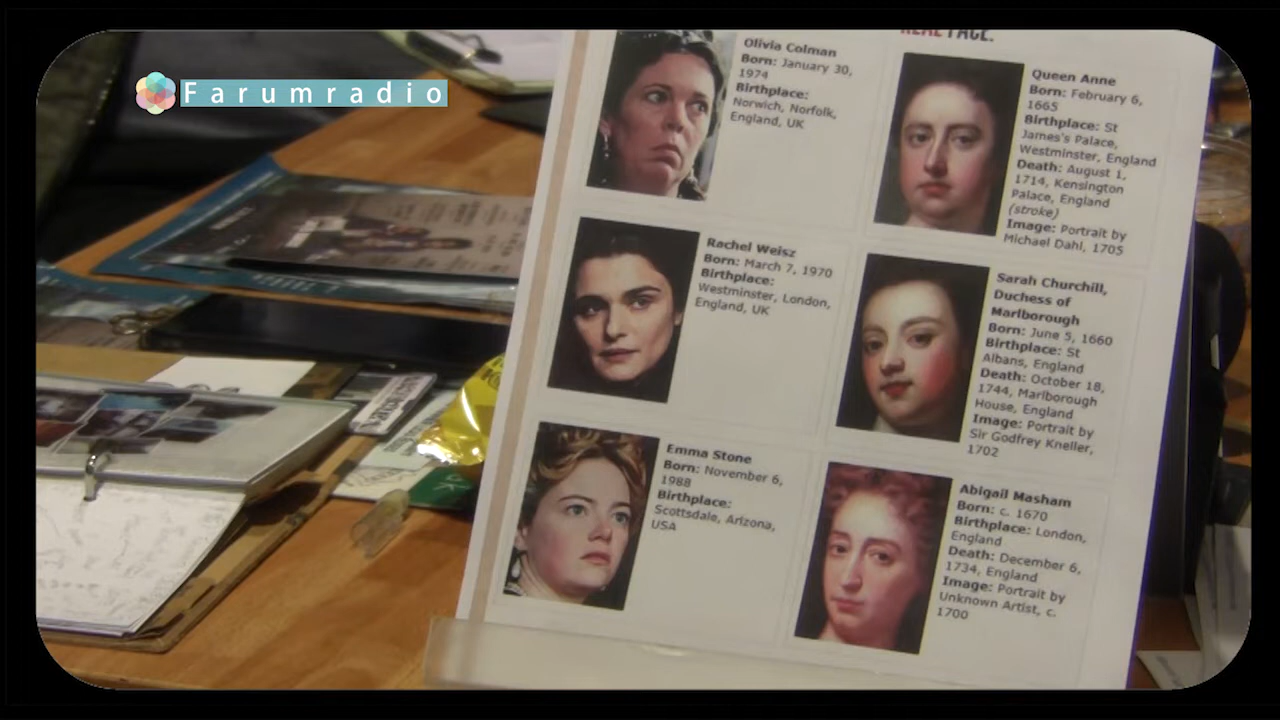 Farumradio
REAL FACE.
Olivia Colman
Born: January 30,
1974
Birthplace:
Norwich, Norfolk,
England, UK
Queen Anne
Born: February 6,
1665
Birthplace: St
James's Palace,
Westminster, England
Death: August 1,
1714, Kensington
Palace, England
(stroke)
Image: Portrait by
Michael Dahl, 1705
Rachel Weisz
Born: March 7, 1970
Birthplace:
Westminster, London,
England, UK
Sarah Churchill,
Duchess of
Marlborough
Born: June 5, 1660
Birthplace: St
Albans, England
Death: October 18,
1744, Marlborough
House, England
Image: Portrait by
Sir Godfrey Kneller,
1702
Emma Stone
Born: November 6,
1988
Birthplace:
Scottsdale, Arizona,
USA
Abigail Masham
Born: c. 1670
Birthplace: London,
England
Death: December 6,
1734, England
Image: Portrait by
Unknown Artist, c.
1700